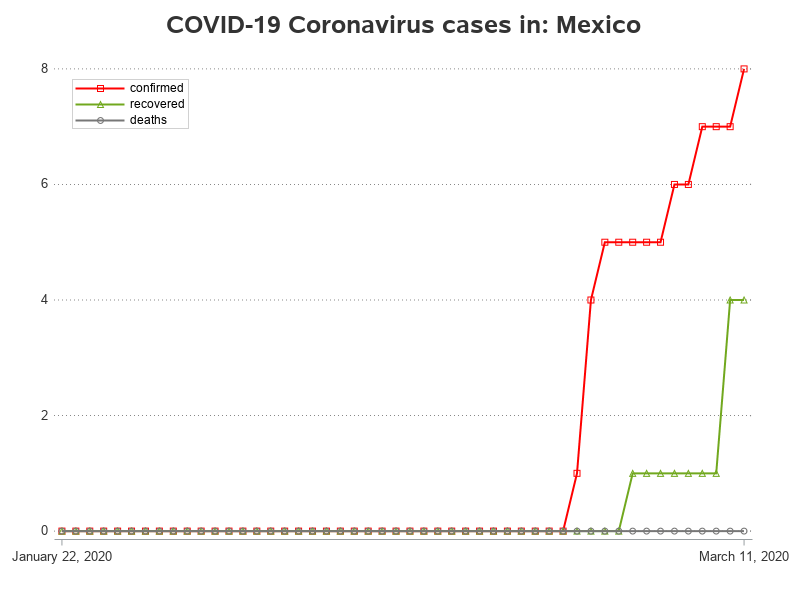 COVID-19 Coronavirus cases in: Mexico
8
confirmed
recovered
deaths
6
4
2
0
January 22, 2020
March 11, 2020